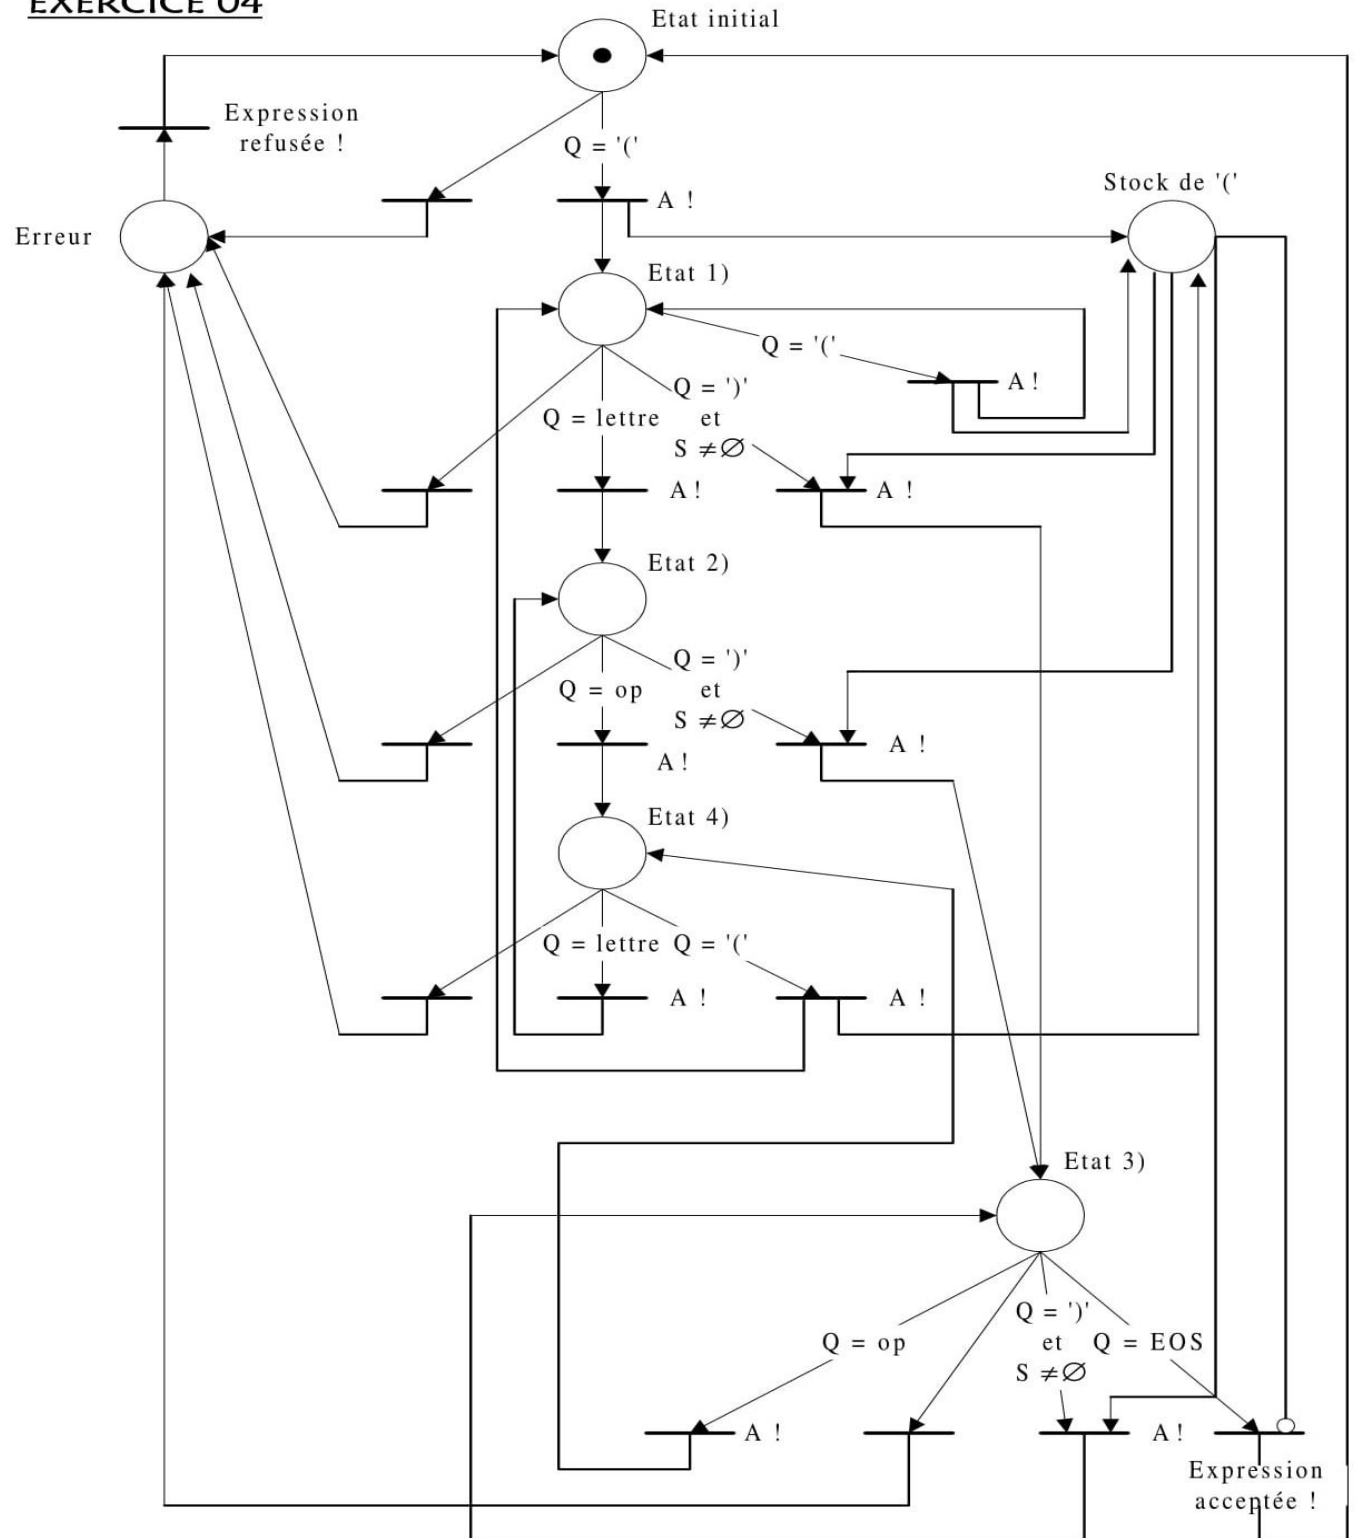 EXERCICE 04
Etat initial
Expression
refusée !
Q = '('
A !
Stock de '('
Erreur
Etat 1)
Q = '('
A !
Q = ')'
Q = lettre
et
S ≠ ∅
A !
A !
Etat 2)
Q = ')'
Q = op
et
S ≠ ∅
A !
A !
Etat 4)
Q = lettre
Q = '('
A !
A !
Etat 3)
Q = ')'
Q = op
et
Q = EOS
S ≠ ∅
A !
A !
Expression
acceptée !